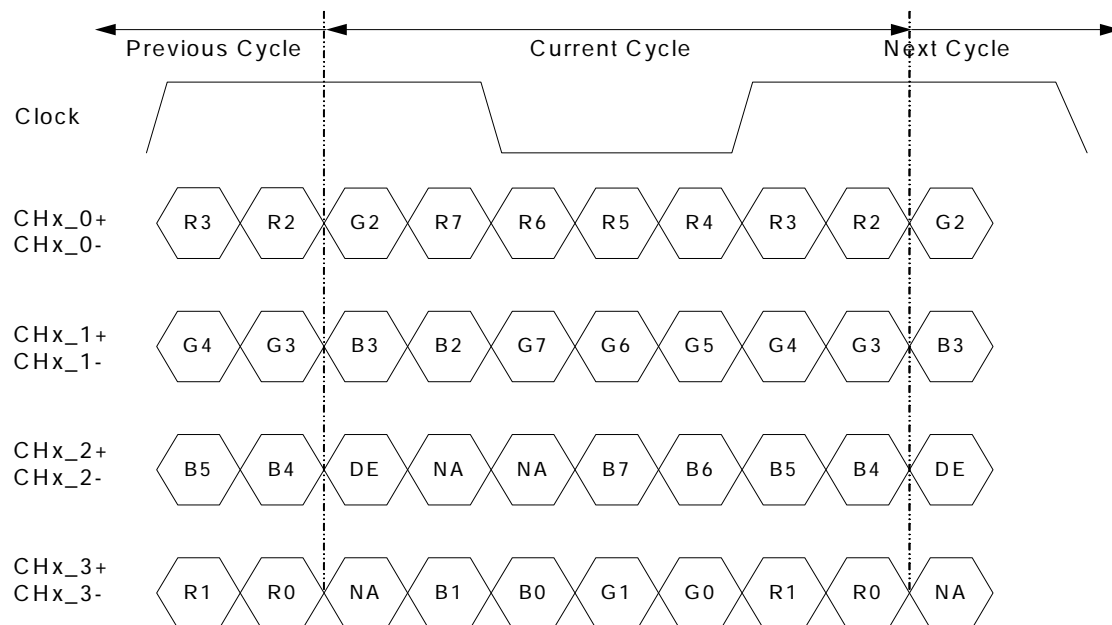 Previous Cycle Current Cycle Next Cycle
Clock
CHx_0+
CHx_0-
R3 R2 G2 R7 R6 R5 R4 R3 R2 G2
CHx_1+
CHx_1-
G4 G3 B3 B2 G7 G6 G5 G4 G3 B3
CHx_2+
CHx_2-
B5 B4 DE NA NA B7 B6 B5 B4 DE
CHx_3+
CHx_3-
R1 R0 NA B1 B0 G1 G0 R1 R0 NA